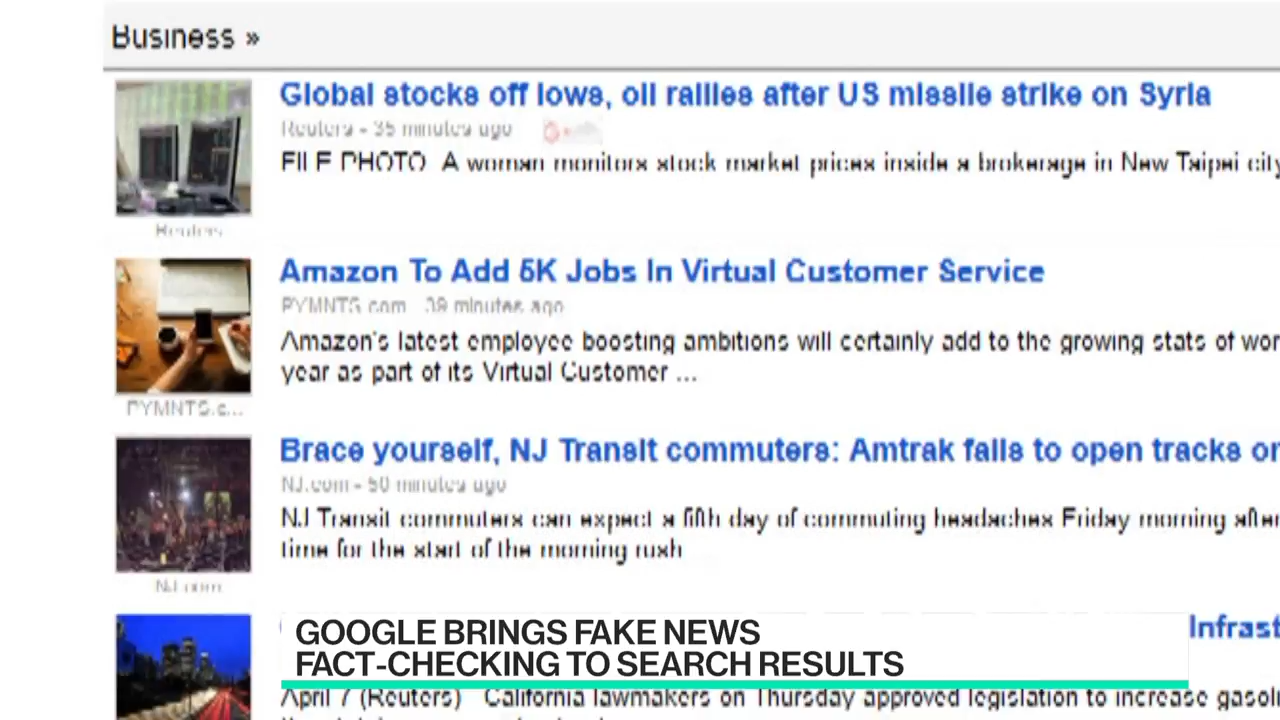 Business »
Global stocks off lows, oil rallies after US missile strike on Syria
Reuters - 35 minutes ago
FILE PHOTO A woman monitors stock market prices inside a brokerage in New Taipei city
Reuters
Amazon To Add 5K Jobs In Virtual Customer Service
PYMNTS.com - 39 minutes ago
Amazon's latest employee boosting ambitions will certainly add to the growing stats of wor
year as part of its Virtual Customer ...
PYMNTS.c...
Brace yourself, NJ Transit commuters: Amtrak fails to open tracks on
NJ.com - 50 minutes ago
NJ Transit commuters can expect a fifth day of commuting headaches Friday morning after
time for the start of the morning rush
NJ.com
Infrast
GOOGLE BRINGS FAKE NEWS
FACT-CHECKING TO SEARCH RESULTS
April 7 (Reuters) California lawmakers on Thursday approved legislation to increase gasoli